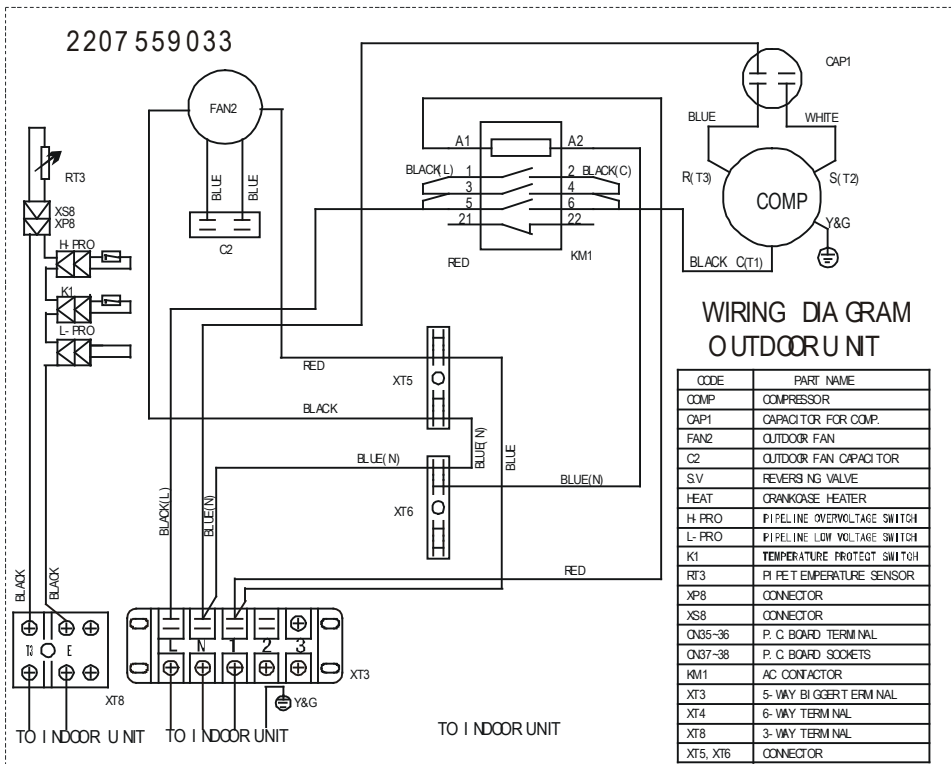 2207559033
CAP1
FAN2
BLUE
WHITE
A1
A2
RT3
BLACK(L)
1
2
BLACK(C)
3
4
5
6
21
22
BLUE
BLUE
R(T3)
S(T2)
COMP
XS8
XP8
Y&G
H-PRO
C2
RED
KM1
BLACK C(T1)
K1
L-PRO
WIRING DIAGRAM
OUTDOOR UNIT
RED
XT5
BLACK
BLUE(N)
BLUE(N)
BLUE
BLUE(N)
BLACK(L)
BLUE(N)
XT6
RED
BLACK
BLACK
T3
E
L
N
1
2
3
XT3
XT8
Y&G
TO INDOOR UNIT
TO INDOOR UNIT
TO INDOOR UNIT
CODE PART NAME
COMP COMPRESSOR
CAP1 CAPACITOR FOR COMP.
FAN2 OUTDOOR FAN
C2 OUTDOOR FAN CAPACITOR
S.V REVERSING VALVE
HEAT CRANKCASE HEATER
H-PRO PIPELINE OVERVOLTAGE SWITCH
L-PRO PIPELINE LOW VOLTAGE SWITCH
K1 TEMPERATURE PROTECT SWITCH
RT3 PIPE TEMPERATURE SENSOR
XP8 CONNECTOR
XS8 CONNECTOR
CN35~36 P.C BOARD TERMINAL
CN37~38 P.C BOARD SOCKETS
KM1 AC CONTACTOR
XT3 5-WAY BIGGER TERMINAL
XT4 6-WAY TERMINAL
XT8 3-WAY TERMINAL
XT5, XT6 CONNECTOR